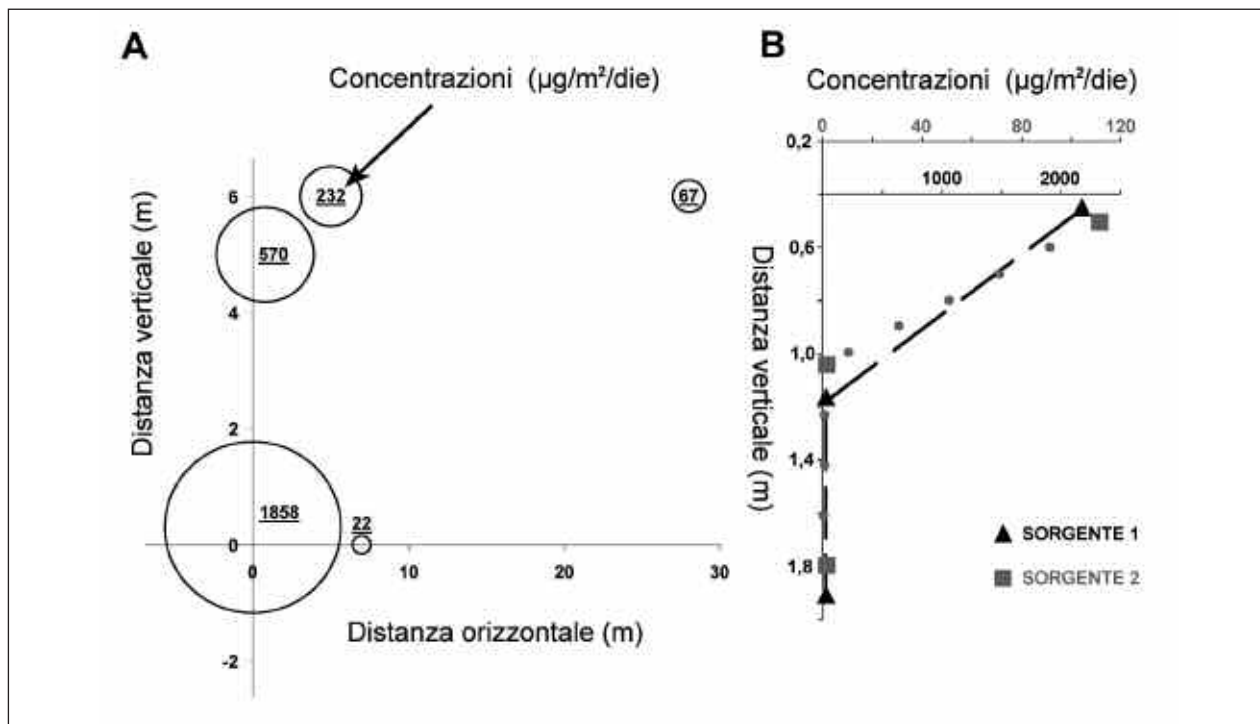 A
Concentrazioni (µg/m²/die)
6
232
67
570
Distanza verticale (m)
4
2
1858
22
0
0
10
20
30
Distanza orizzontale (m)
-2
B
Concentrazioni (µg/m²/die)
0
40
80
120
0,2
1000
2000
0,6
Distanza verticale (m)
1,0
1,4
1,8
SORGENTE 1
SORGENTE 2